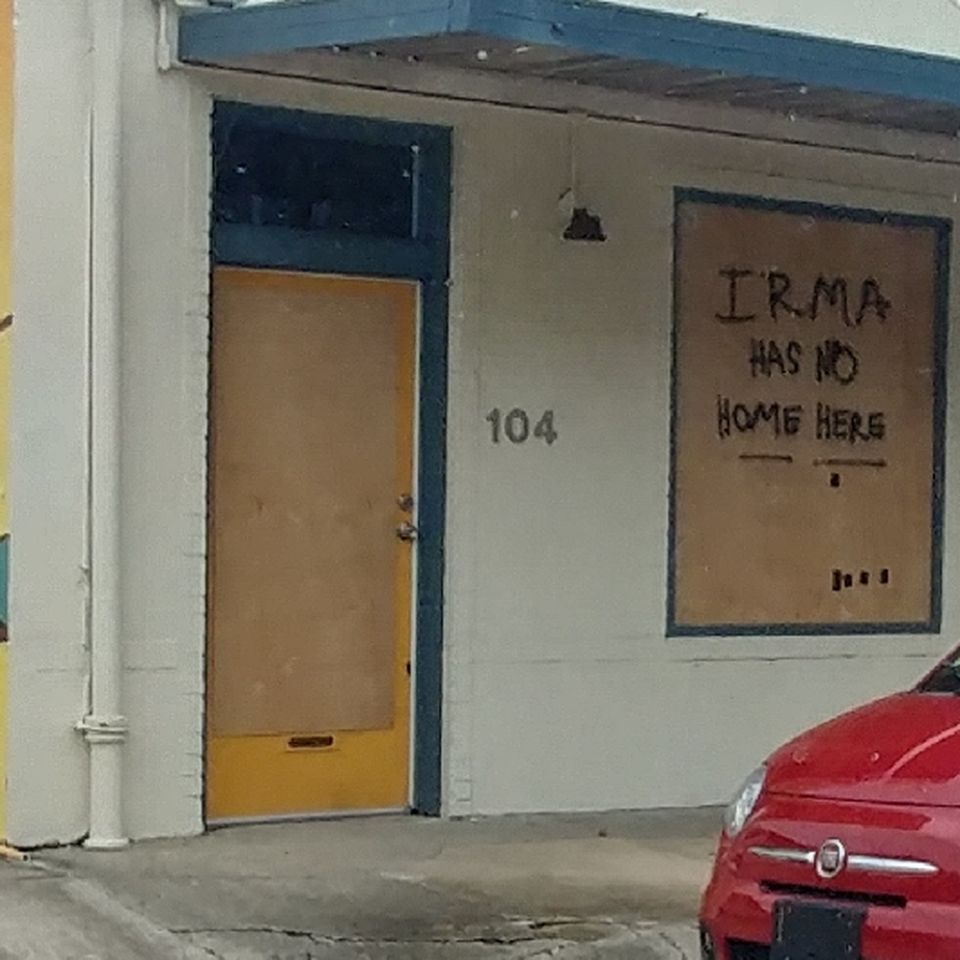 104
IRMA
HAS NO
HOME HERE